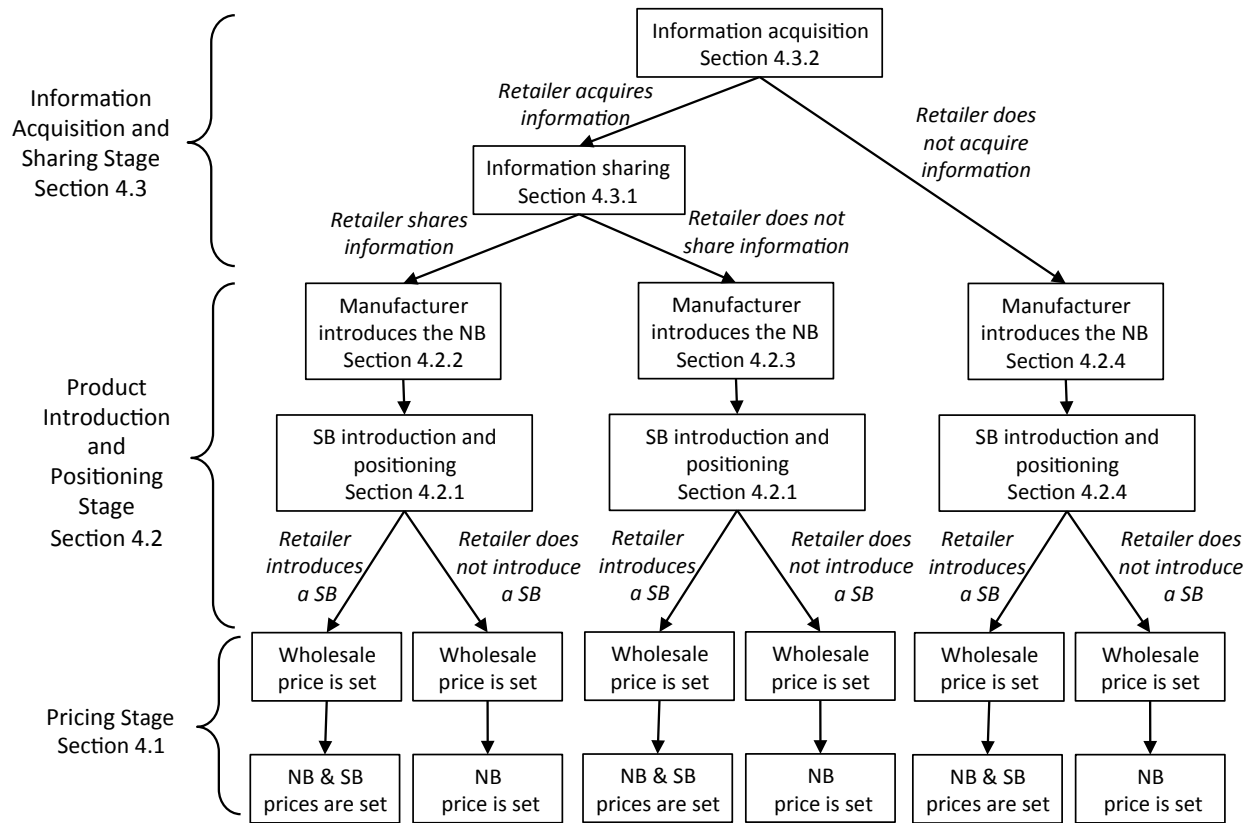 Information acquisition
Section 4.3.2
Retailer acquires
information
Retailer does
not acquire
information
Information
Acquisition and
Sharing Stage
Section 4.3
Information sharing
Section 4.3.1
Retailer shares
information
Retailer does not
share information
Manufacturer
introduces the NB
Section 4.2.2
Manufacturer
introduces the NB
Section 4.2.3
Manufacturer
introduces the NB
Section 4.2.4
Product
Introduction
and
Positioning
Stage
Section 4.2
SB introduction and
positioning
Section 4.2.1
SB introduction and
positioning
Section 4.2.1
SB introduction and
positioning
Section 4.2.4
Retailer
introduces
a SB
Retailer does
not introduce
a SB
Retailer
introduces
a SB
Retailer does
not introduce
a SB
Retailer
introduces
a SB
Retailer does
not introduce
a SB
Pricing Stage
Section 4.1
Wholesale
price is set
Wholesale
price is set
Wholesale
price is set
Wholesale
price is set
Wholesale
price is set
Wholesale
price is set
NB & SB
prices are set
NB
price is set
NB & SB
prices are set
NB
price is set
NB & SB
prices are set
NB
price is set